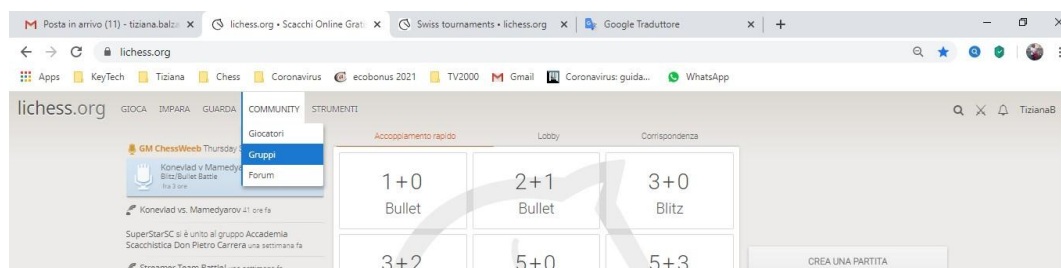 Posta in arrivo (11) - tiziana.balza
lichess.org • Scacchi Online Grati
Swiss tournaments • lichess.org
Google Traduttore
lichess.org
Apps
KeyTech
Tiziana
Chess
Coronavirus
ecobonus 2021
TV2000
Gmail
Coronavirus: guida...
WhatsApp
lichess.org
GIOCA
IMPARA
GUARDA
COMMUNITY
STRUMENTI
TizianaB
Giocatori
Gruppi
Forum
GM ChessWeeb Thursday
Konevlad v Mamedya
Blitz/Bullet Battle
fra 3 ore
Konevlad vs. Mamedyarov 41 ore fa
SuperStarSC si è unito al gruppo Accademia
Scacchistica Don Pietro Carrera una settimana fa
Streamer Team Battle! una settimana fa
Accoppiamento rapido
Lobby
Corrispondenza
1+0
Bullet
2+1
Bullet
3+0
Blitz
3+2
5+0
5+3
CREA UNA PARTITA